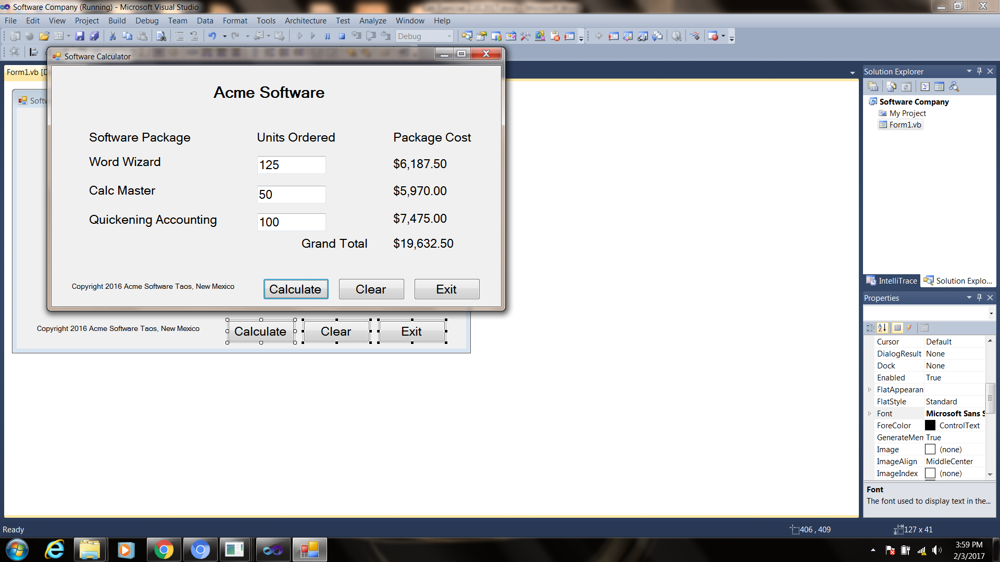 Software Company (Running) - Microsoft Visual Studio
File Edit View Project Build Debug Team Data Format Tools Architecture Test Analyze Window Help
Debug
Software Calculator
Form1.vb [D
Softw
Acme Software
Software Package Units Ordered Package Cost
Word Wizard 125 $6,187.50
Calc Master 50 $5,970.00
Quickening Accounting 100 $7,475.00
Grand Total $19,632.50
Copyright 2016 Acme Software Taos, New Mexico Calculate Clear Exit
Copyright 2016 Acme Software Taos, New Mexico Calculate Clear Exit
Solution Explorer
Software Company
My Project
Form1.vb
IntelliTrace Solution Explo...
Properties
Cursor Default
DialogResult None
Dock None
Enabled True
FlatAppearan
FlatStyle Standard
Font Microsoft Sans S
ForeColor ControlText
GenerateMem True
Image (none)
ImageAlign MiddleCenter
ImageIndex (none)
Font
The font used to display text in the...
Ready 406 , 409 127 x 41
3:59 PM
2/3/2017